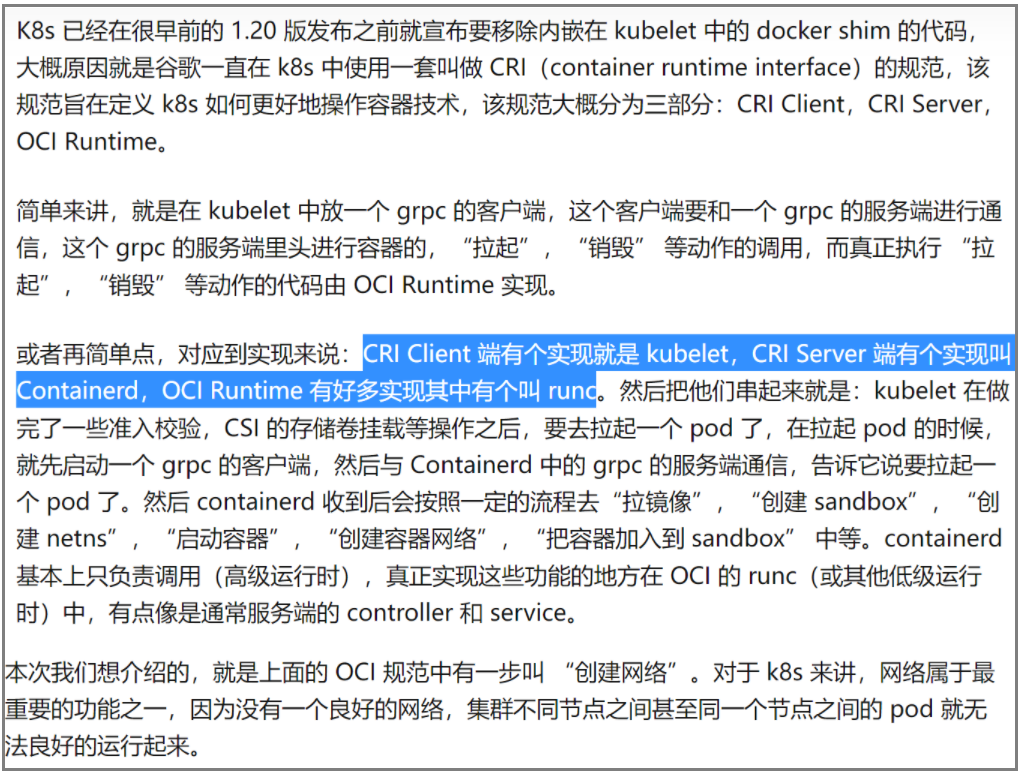 K8s 已经在很早前的 1.20 版发布之前就宣布要移除内嵌在 kubelet 中的 docker shim 的代码，
大概原因就是谷歌一直在 k8s 中使用一套叫做 CRI（container runtime interface）的规范，该
规范旨在定义 k8s 如何更好地操作容器技术，该规范大概分为三部分：CRI Client，CRI Server，
OCI Runtime。
简单来讲，就是在 kubelet 中放一个 grpc 的客户端，这个客户端要和一个 grpc 的服务端进行通
信，这个 grpc 的服务端里头进行容器的，“拉起”，“销毁” 等动作的调用，而真正执行 “拉
起”，“销毁” 等动作的代码由 OCI Runtime 实现。
或者再简单点，对应到实现来说：CRI Client 端有个实现就是 kubelet，CRI Server 端有个实现叫
Containerd，OCI Runtime 有好多实现其中有个叫 runc。然后把他们串起来就是：kubelet 在做
完了一些准入校验，CSI 的存储卷挂载等操作之后，要去拉起一个 pod 了，在拉起 pod 的时候，
就先启动一个 grpc 的客户端，然后与 Containerd 中的 grpc 的服务端通信，告诉它说要拉起一
个 pod 了。然后 containerd 收到后会按照一定的流程去“拉镜像”，“创建 sandbox”，“创
建 netns”，“启动容器”，“创建容器网络”，“把容器加入到 sandbox” 中等。containerd
基本上只负责调用（高级运行时），真正实现这些功能的地方在 OCI 的 runc（或其他低级运行
时）中，有点像是通常服务端的 controller 和 service。
本次我们想介绍的，就是上面的 OCI 规范中有一步叫 “创建网络”。对于 k8s 来讲，网络属于最
重要的功能之一，因为没有一个良好的网络，集群不同节点之间甚至同一个节点之间的 pod 就无
法良好的运行起来。